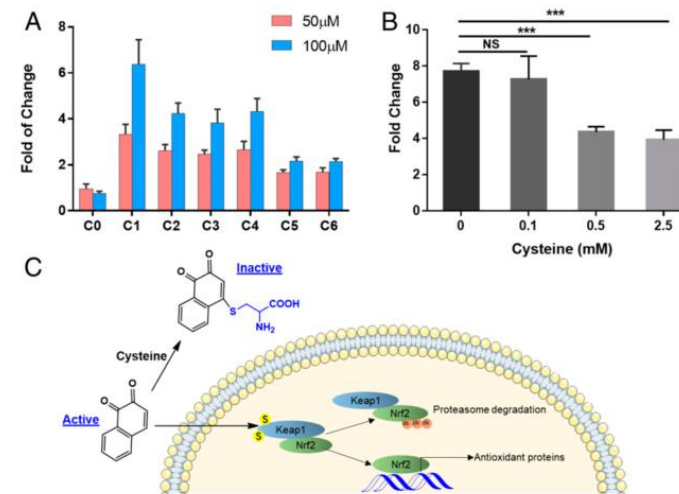 A
50µM
100µM
Fold of Change
8
6
4
2
0
C0 C1 C2 C3 C4 C5 C6
B
***
***
NS
Fold Change
10
8
6
4
2
0
0 0.1 0.5 2.5
Cysteine (mM)
C
O
O
Inactive
S
COOH
NH₂
Cysteine
O
O
Active
S
S
Keap1
Nrf2
Keap1
Nrf2
Proteasome degradation
Nrf2
Antioxidant proteins